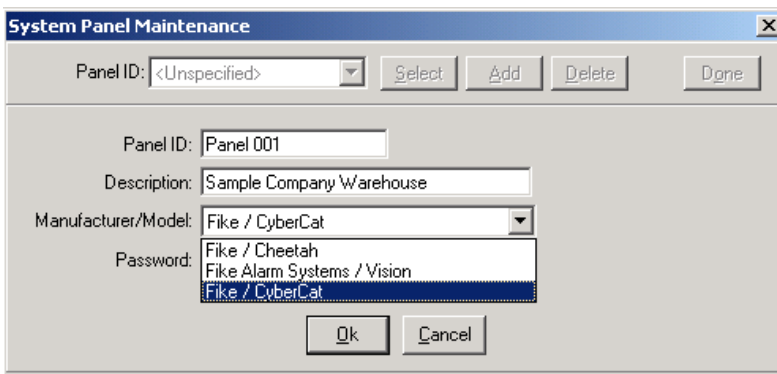 System Panel Maintenance
Panel ID: <Unspecified> Select Add Delete Done
Panel ID: Panel 001
Description: Sample Company Warehouse
Manufacturer/Model: Fike / CyberCat
Password: Fike / Cheetah
Fike Alarm Systems / Vision
Fike / CyberCat
Ok Cancel